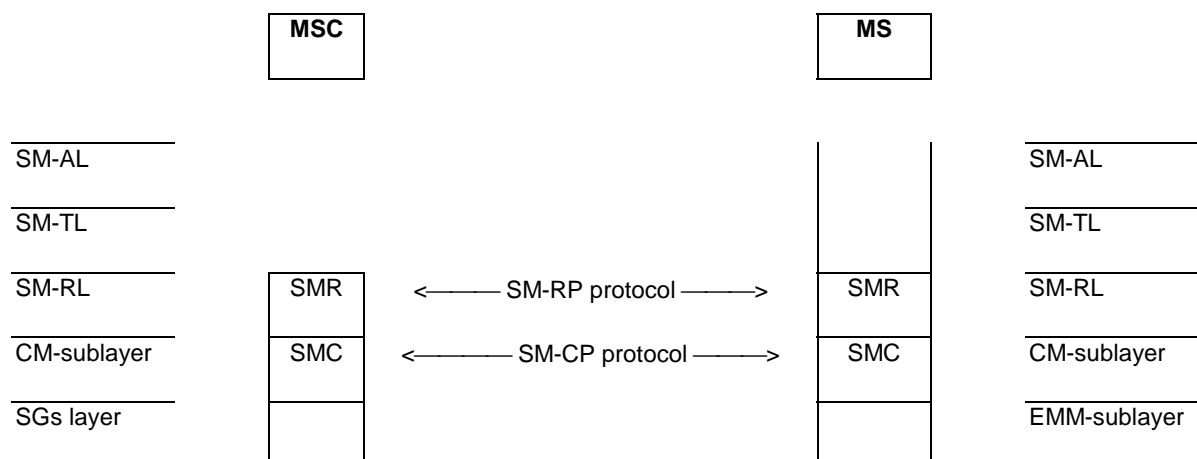 MSC MS
SM-AL SM-AL
SM-TL SM-TL
SM-RL SMR <——— SM-RP protocol ———> SMR SM-RL
CM-sublayer SMC <———— SM-CP protocol ———> SMC CM-sublayer
SGs layer EMM-sublayer